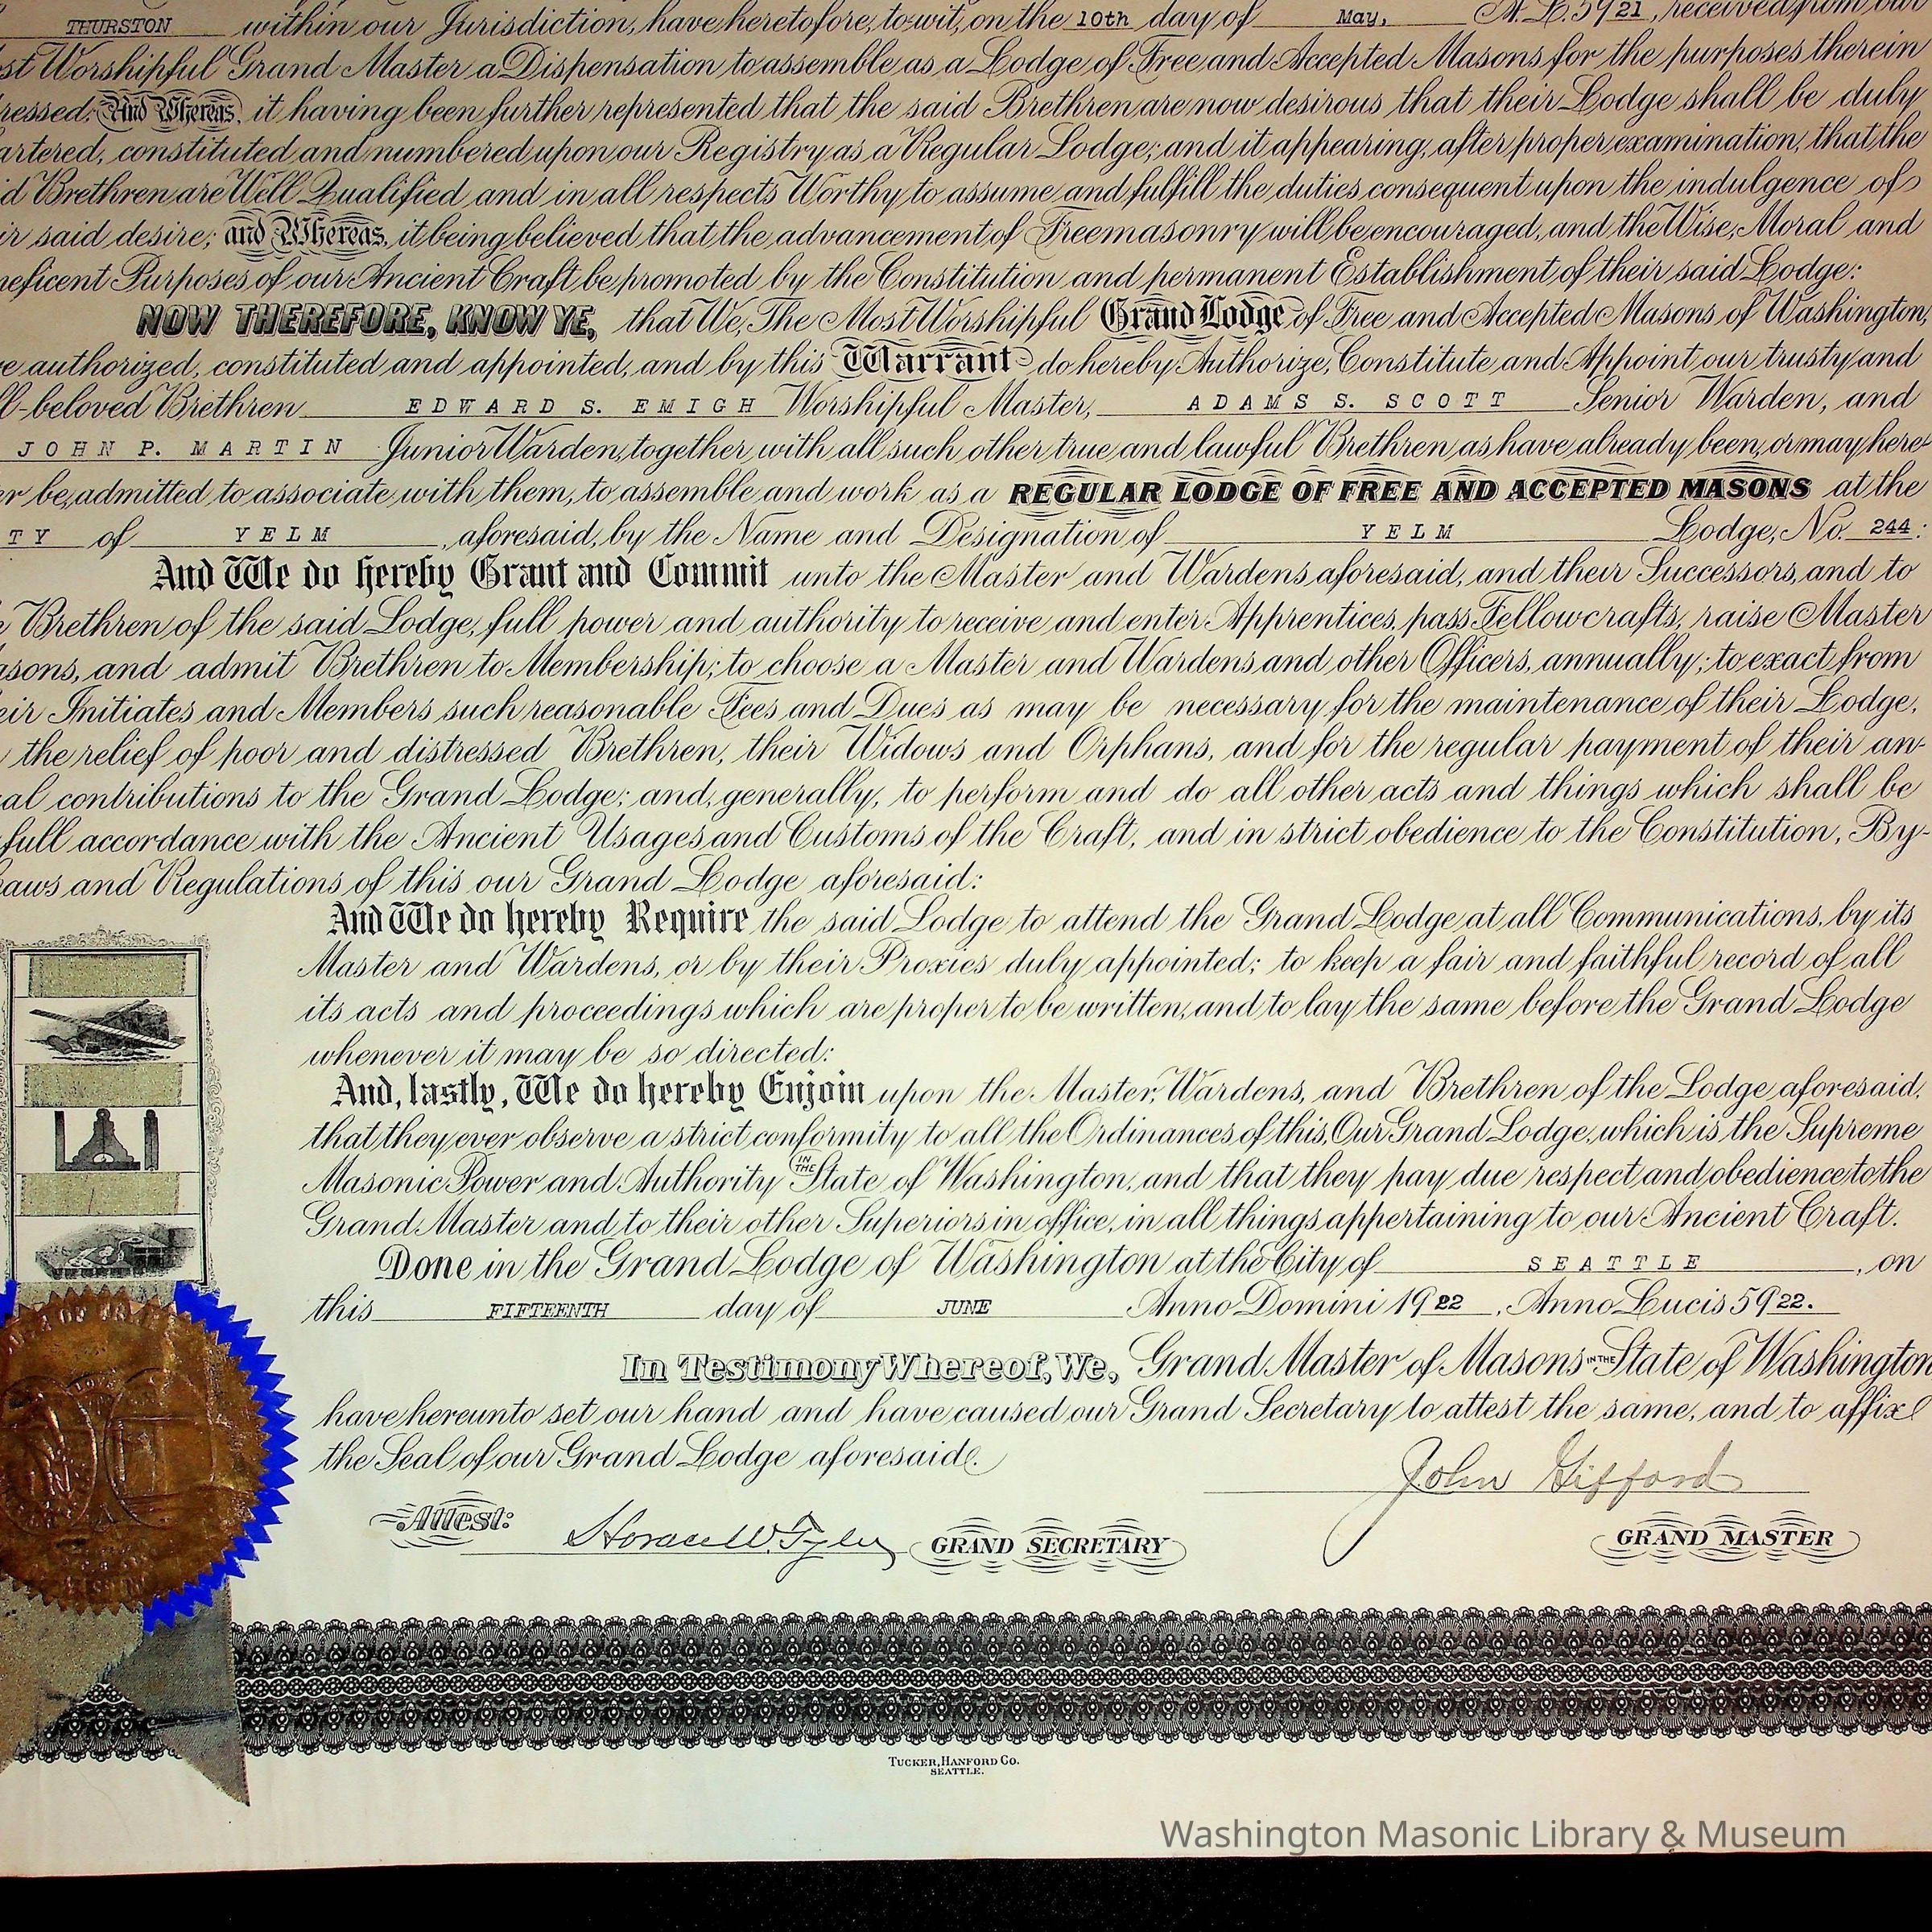 THURSTON within our Jurisdiction, have heretofore, to wit, on the 10th day of May, A. L. 5921, received from our
st Worshipful Grand Master a Dispensation to assemble as a Lodge of Free and Accepted Masons for the purposes therein
ressed; And Whereas, it having been further represented that the said Brethren are now desirous that their Lodge shall be duly
artered, constituted and numbered upon our Registry as a Regular Lodge; and it appearing, after proper examination, that the
d Brethren are Well Qualified and in all respects Worthy to assume and fulfill the duties consequent upon the indulgence of
ir said desire; and Whereas, it being believed that the advancement of Freemasonry will be encouraged, and the Wise, Moral and
neficent Purposes of our Ancient Craft be promoted by the Constitution and permanent Establishment of their said Lodge:
NOW THEREFORE, KNOW YE, that We, The Most Worshipful Grand Lodge of Free and Accepted Masons of Washington,
e authorized, constituted and appointed, and by this Warrant do hereby Authorize, Constitute and Appoint our trusty and
ll-beloved Brethren EDWARD S. EMIGH Worshipful Master, ADAMS S. SCOTT Senior Warden, and
JOHN P. MARTIN Junior Warden, together with all such other true and lawful Brethren as have already been, or may here-
er be, admitted to associate with them, to assemble and work as a REGULAR LODGE OF FREE AND ACCEPTED MASONS at the
TY of YELM, aforesaid, by the Name and Designation of YELM Lodge, No. 244:
And We do hereby Grant and Commit unto the Master and Wardens aforesaid, and their Successors, and to
e Brethren of the said Lodge, full power and authority to receive and enter Apprentices, pass Fellowcrafts, raise Master
asons, and admit Brethren to Membership; to choose a Master and Wardens and other Officers, annually; to exact from
eir Initiates and Members such reasonable Fees and Dues as may be necessary for the maintenance of their Lodge,
the relief of poor and distressed Brethren, their Widows and Orphans, and for the regular payment of their an-
al contributions to the Grand Lodge; and, generally, to perform and do all other acts and things which shall be
full accordance with the Ancient Usages and Customs of the Craft, and in strict obedience to the Constitution, By-
aws and Regulations of this our Grand Lodge aforesaid:
And We do hereby Require the said Lodge to attend the Grand Lodge at all Communications, by its
Master and Wardens, or by their Proxies duly appointed; to keep a fair and faithful record of all
its acts and proceedings which are proper to be written, and to lay the same before the Grand Lodge
whenever it may be so directed:
And, lastly, We do hereby Enjoin upon the Master, Wardens, and Brethren of the Lodge aforesaid,
that they ever observe a strict conformity to all the Ordinances of this, Our Grand Lodge, which is the Supreme
Masonic Power and Authority IN THE State of Washington, and that they pay due respect and obedience to the
Grand Master and to their other Superiors in office, in all things appertaining to our Ancient Craft.
Done in the Grand Lodge of Washington at the City of SEATTLE, on
this FIFTEENTH day of JUNE Anno Domini 1922, Anno Lucis 5922.
In Testimony Whereof, We, Grand Master of Masons IN THE State of Washington
have hereunto set our hand and have caused our Grand Secretary to attest the same, and to affix
the Seal of our Grand Lodge aforesaid.
John Gifford
Attest: Horace W. Tyler GRAND SECRETARY
GRAND MASTER
TUCKER, HANFORD CO.
SEATTLE.
Washington Masonic Library & Museum